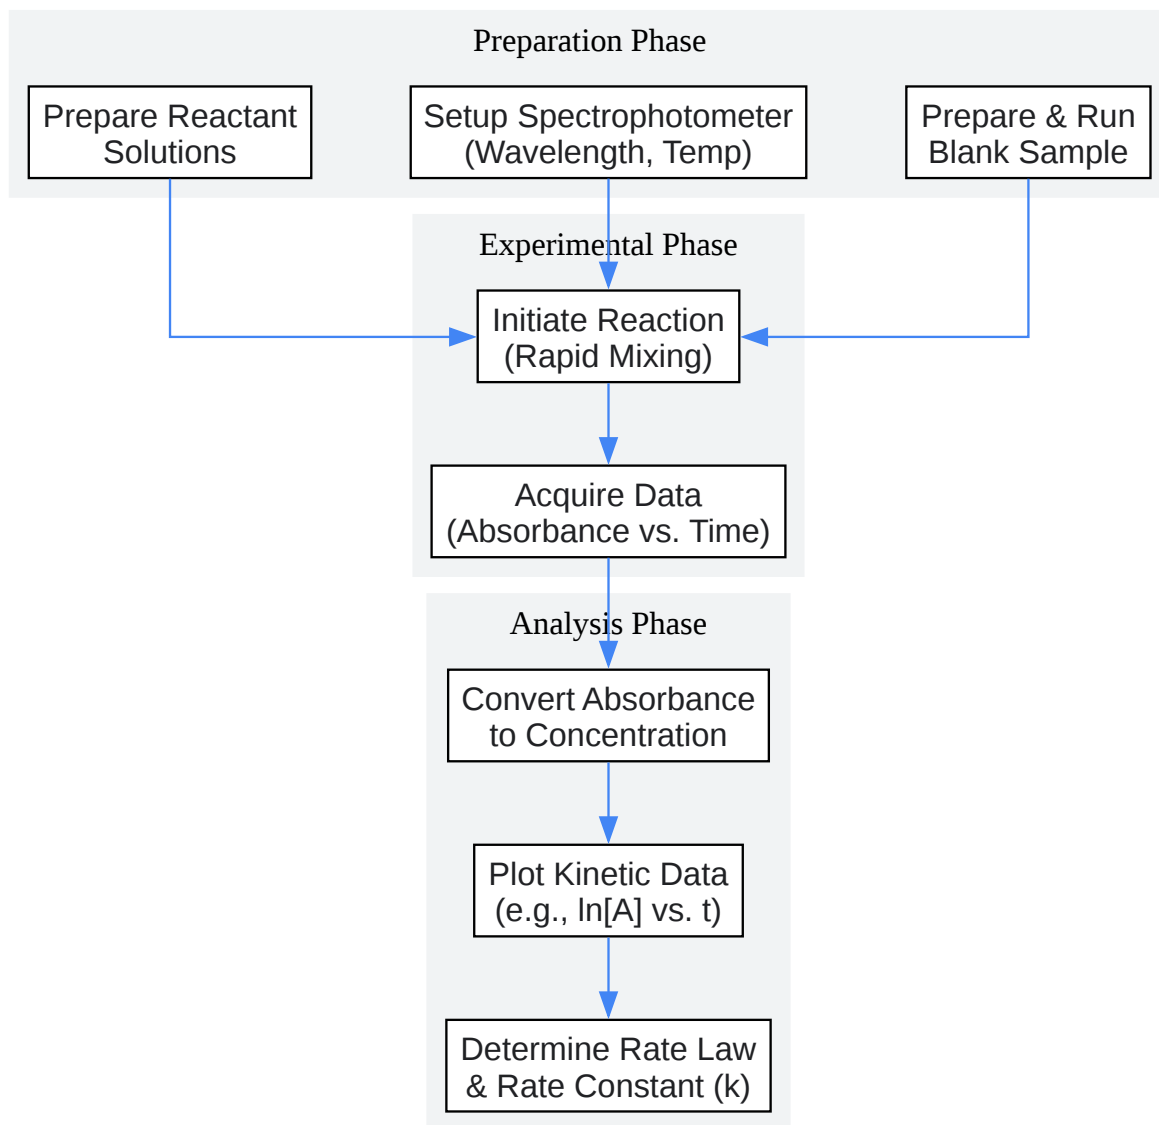 Preparation Phase
Prepare Reactant
Solutions
Setup Spectrophotometer
(Wavelength, Temp)
Prepare & Run
Blank Sample
Experimental Phase
Initiate Reaction
(Rapid Mixing)
Acquire Data
(Absorbance vs. Time)
Analysis Phase
Convert Absorbance
to Concentration
Plot Kinetic Data
(e.g., ln[A] vs. t)
Determine Rate Law
& Rate Constant (k)